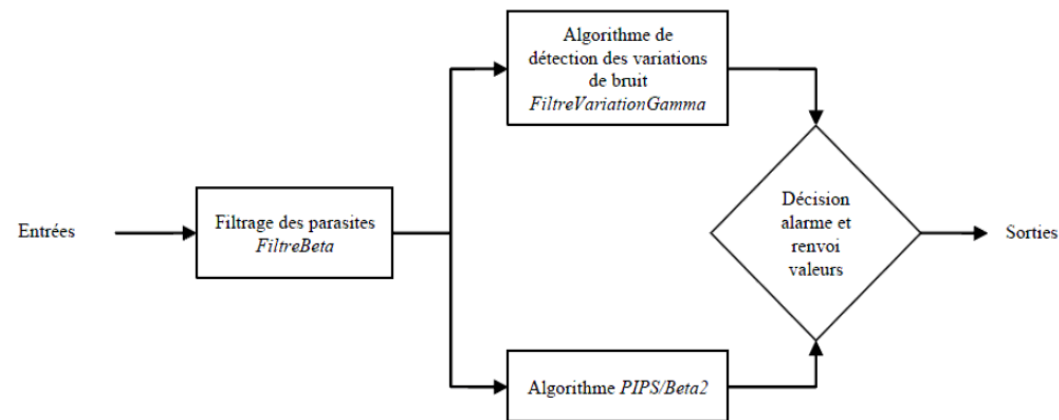 Entrées
Filtrage des parasites
FiltreBeta
Algorithme de
détection des variations
de bruit
FiltreVariationGamma
Algorithme PIPS/Beta2
Décision
alarme et
renvoi
valeurs
Sorties